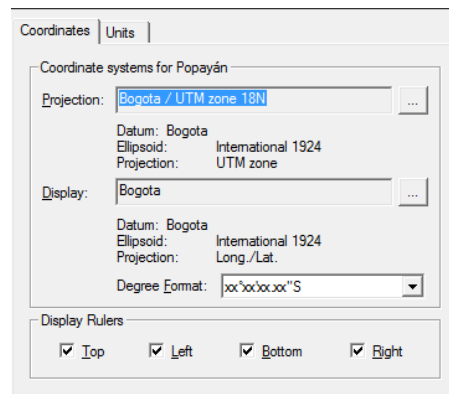 Coordinates Units
Coordinate systems for Popayán
Projection: Bogota / UTM zone 18N ...
Datum: Bogota
Ellipsoid: International 1924
Projection: UTM zone
Display: Bogota ...
Datum: Bogota
Ellipsoid: International 1924
Projection: Long./Lat.
Degree Format: xx°xx'xx.xx"S
Display Rulers
Top Left Bottom Right